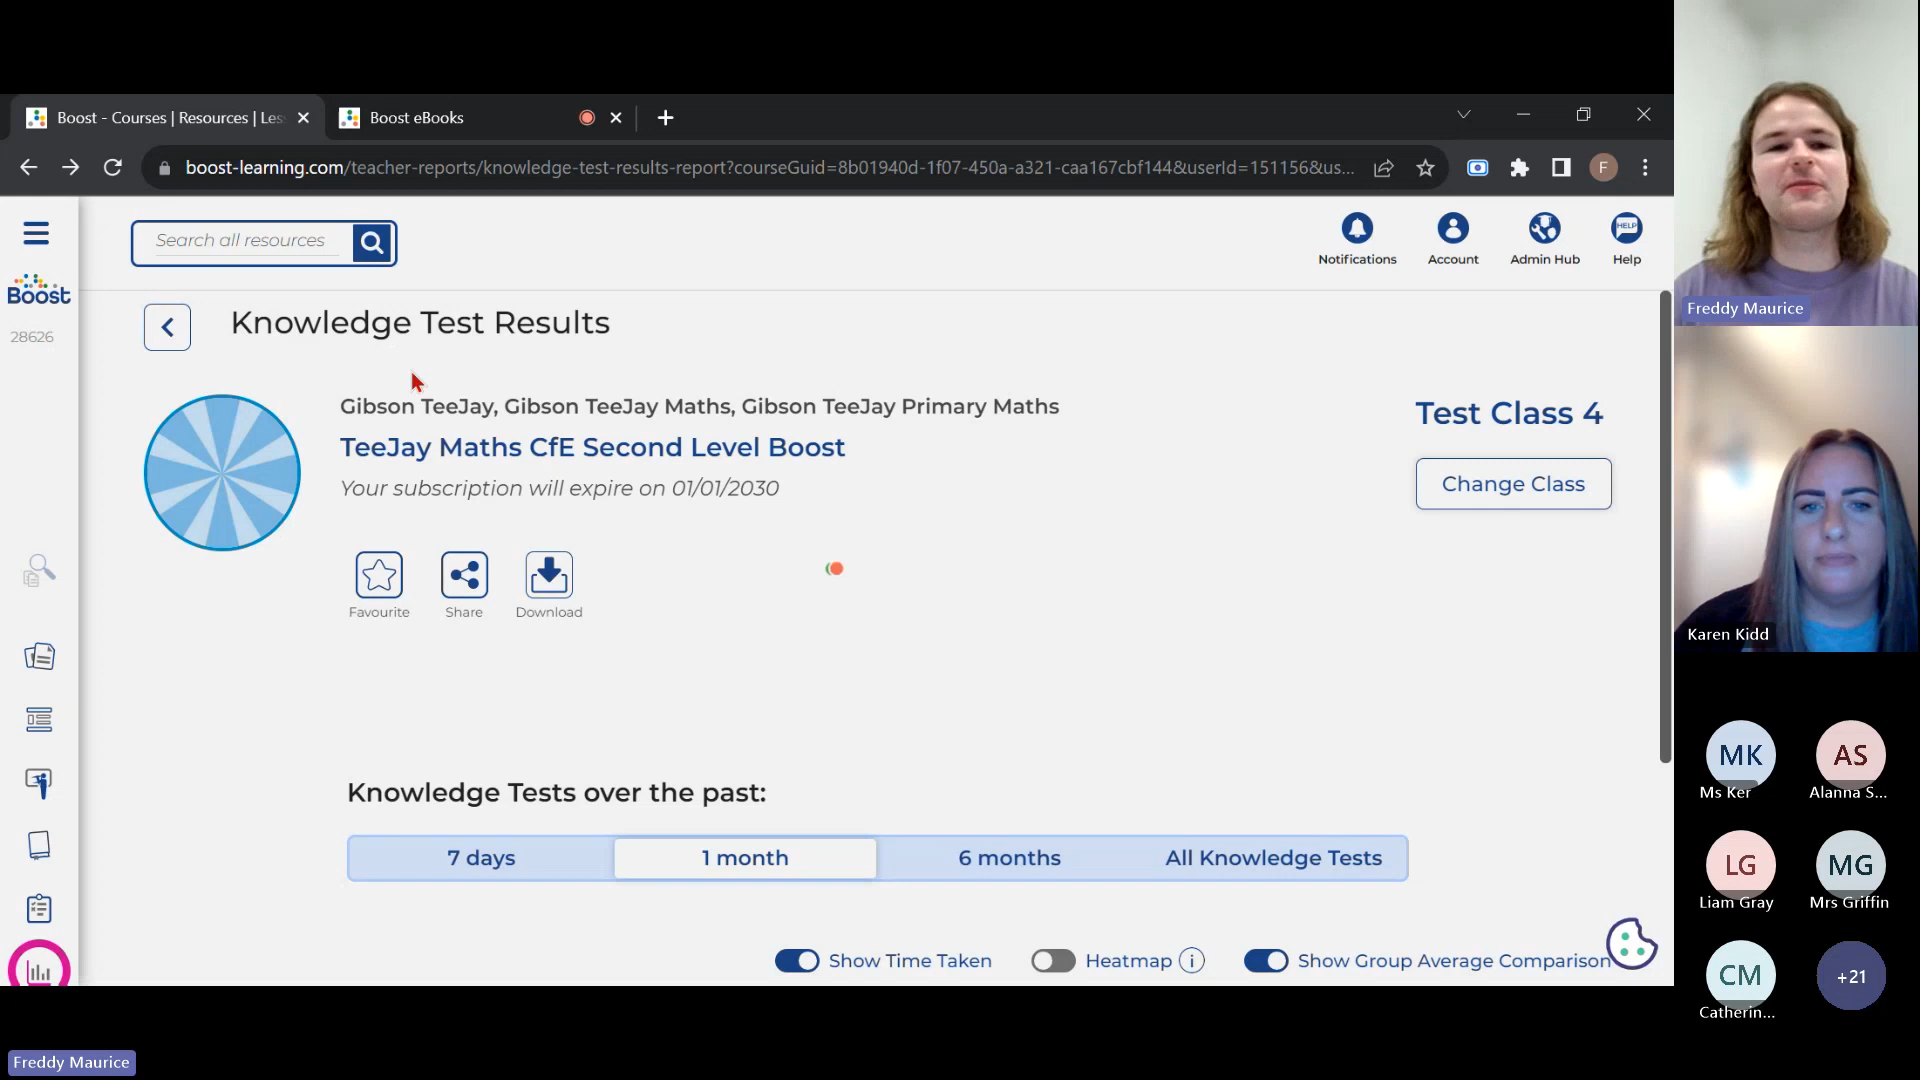 Boost - Courses | Resources | Les
Boost eBooks
boost-learning.com/teacher-reports/knowledge-test-results-report?courseGuid=8b01940d-1f07-450a-a321-caa167cbf144&userId=151156&us...
F
Search all resources
Notifications
Account
Admin Hub
HELP
Help
Boost
28626
Knowledge Test Results
Gibson TeeJay, Gibson TeeJay Maths, Gibson TeeJay Primary Maths
TeeJay Maths CfE Second Level Boost
Your subscription will expire on 01/01/2030
Test Class 4
Change Class
Favourite
Share
Download
Knowledge Tests over the past:
7 days
1 month
6 months
All Knowledge Tests
Show Time Taken
Heatmap
i
Show Group Average Comparison
Freddy Maurice
Karen Kidd
MK
Ms Ker
AS
Alanna S...
LG
Liam Gray
MG
Mrs Griffin
CM
Catherin...
+21
Freddy Maurice